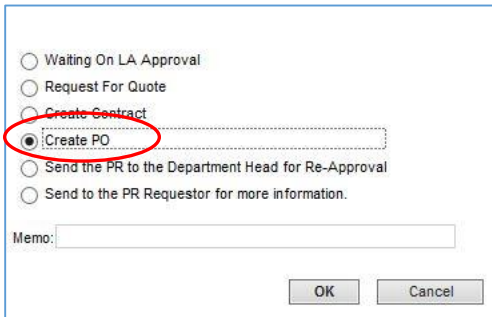 Waiting On LA Approval
Request For Quote
Create Contract
Create PO
Send the PR to the Department Head for Re-Approval
Send to the PR Requestor for more information.
Memo:
OK Cancel